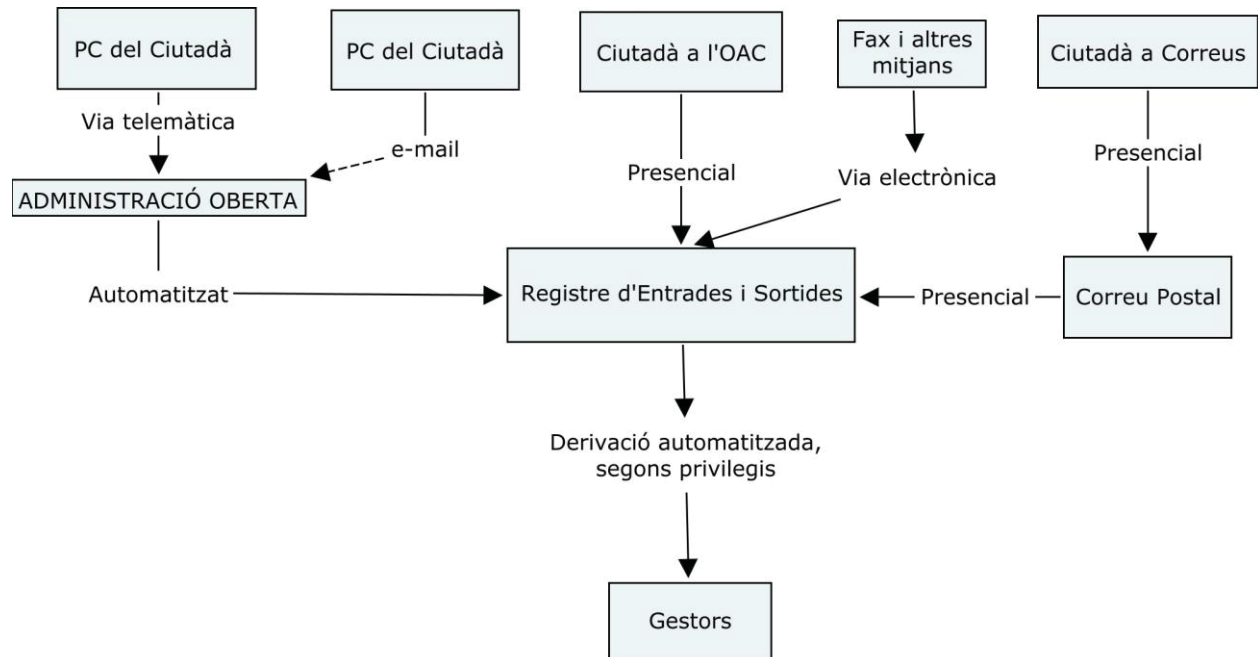 PC del Ciutadà
PC del Ciutadà
Ciutadà a l'OAC
Fax i altres
mitjans
Ciutadà a Correus
Via telemàtica
e-mail
Presencial
Via electrònica
Presencial
ADMINISTRACIÓ OBERTA
Automatitzat
Registre d'Entrades i Sortides
Presencial
Correu Postal
Derivació automatitzada,
segons privilegis
Gestors